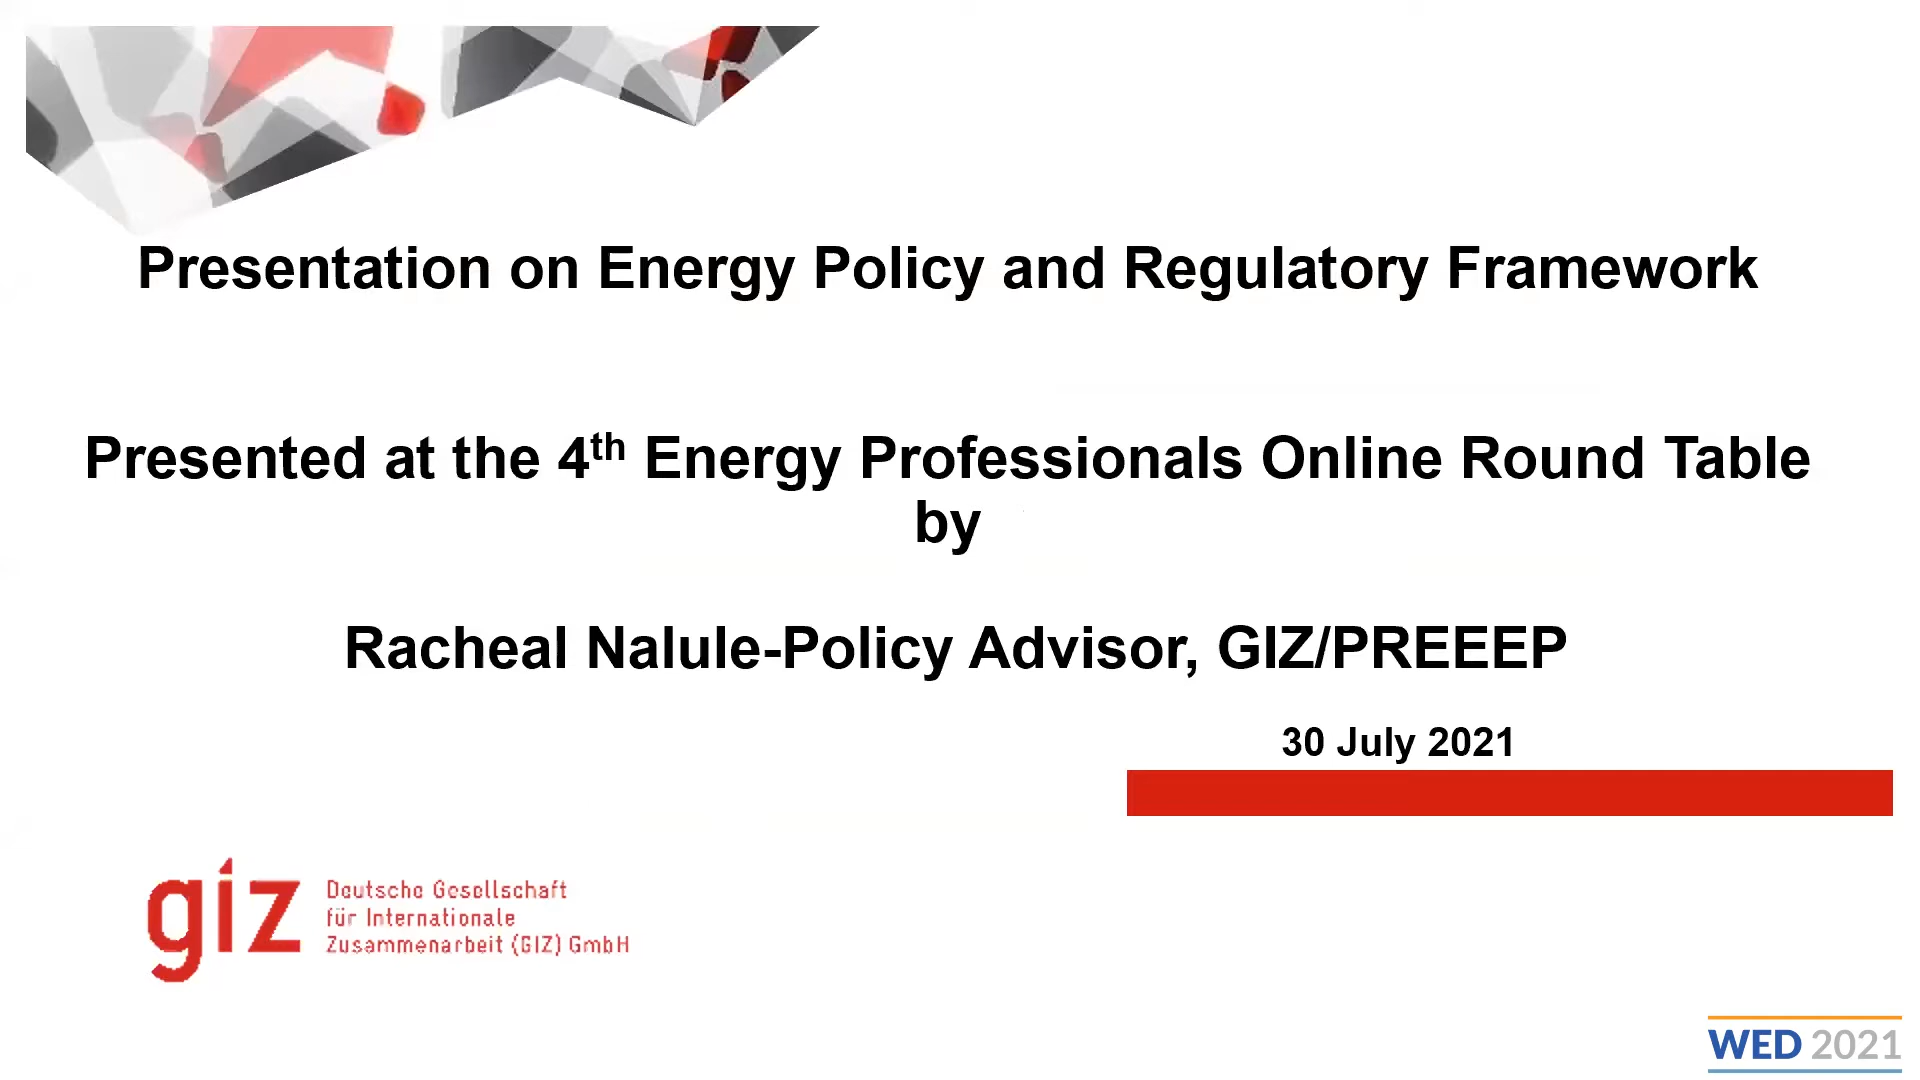 Presentation on Energy Policy and Regulatory Framework
Presented at the 4th Energy Professionals Online Round Table
by
Racheal Nalule-Policy Advisor, GIZ/PREEEP
30 July 2021
giz
Deutsche Gesellschaft
für Internationale
Zusammenarbeit (GIZ) GmbH
WED 2021